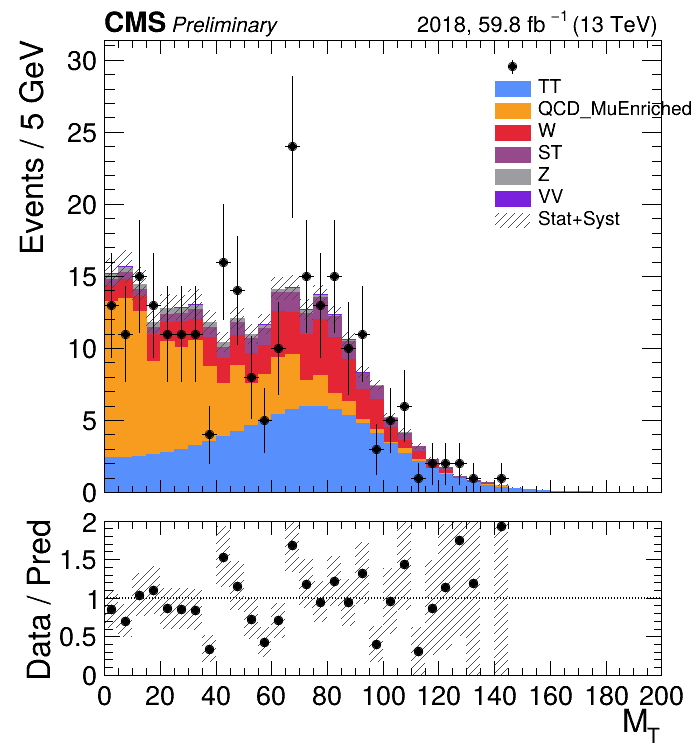 CMS Preliminary 2018, 59.8 fb⁻¹ (13 TeV)
Events / 5 GeV
30
25
20
15
10
5
0
TT
QCD_MuEnriched
W
ST
Z
VV
Stat+Syst
Data / Pred
2
1.5
1
0.5
0
0 20 40 60 80 100 120 140 160 180 200
M_T